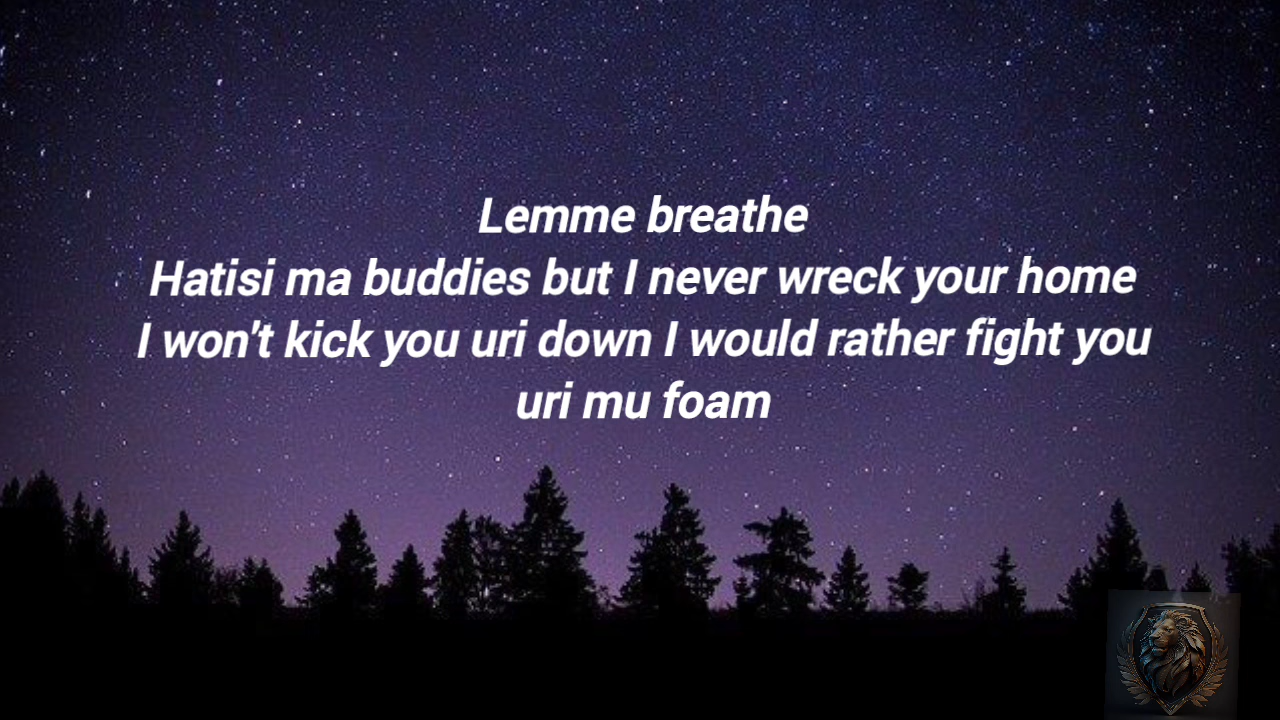 Lemme breathe
Hatisi ma buddies but I never wreck your home
I won't kick you uri down I would rather fight you
uri mu foam